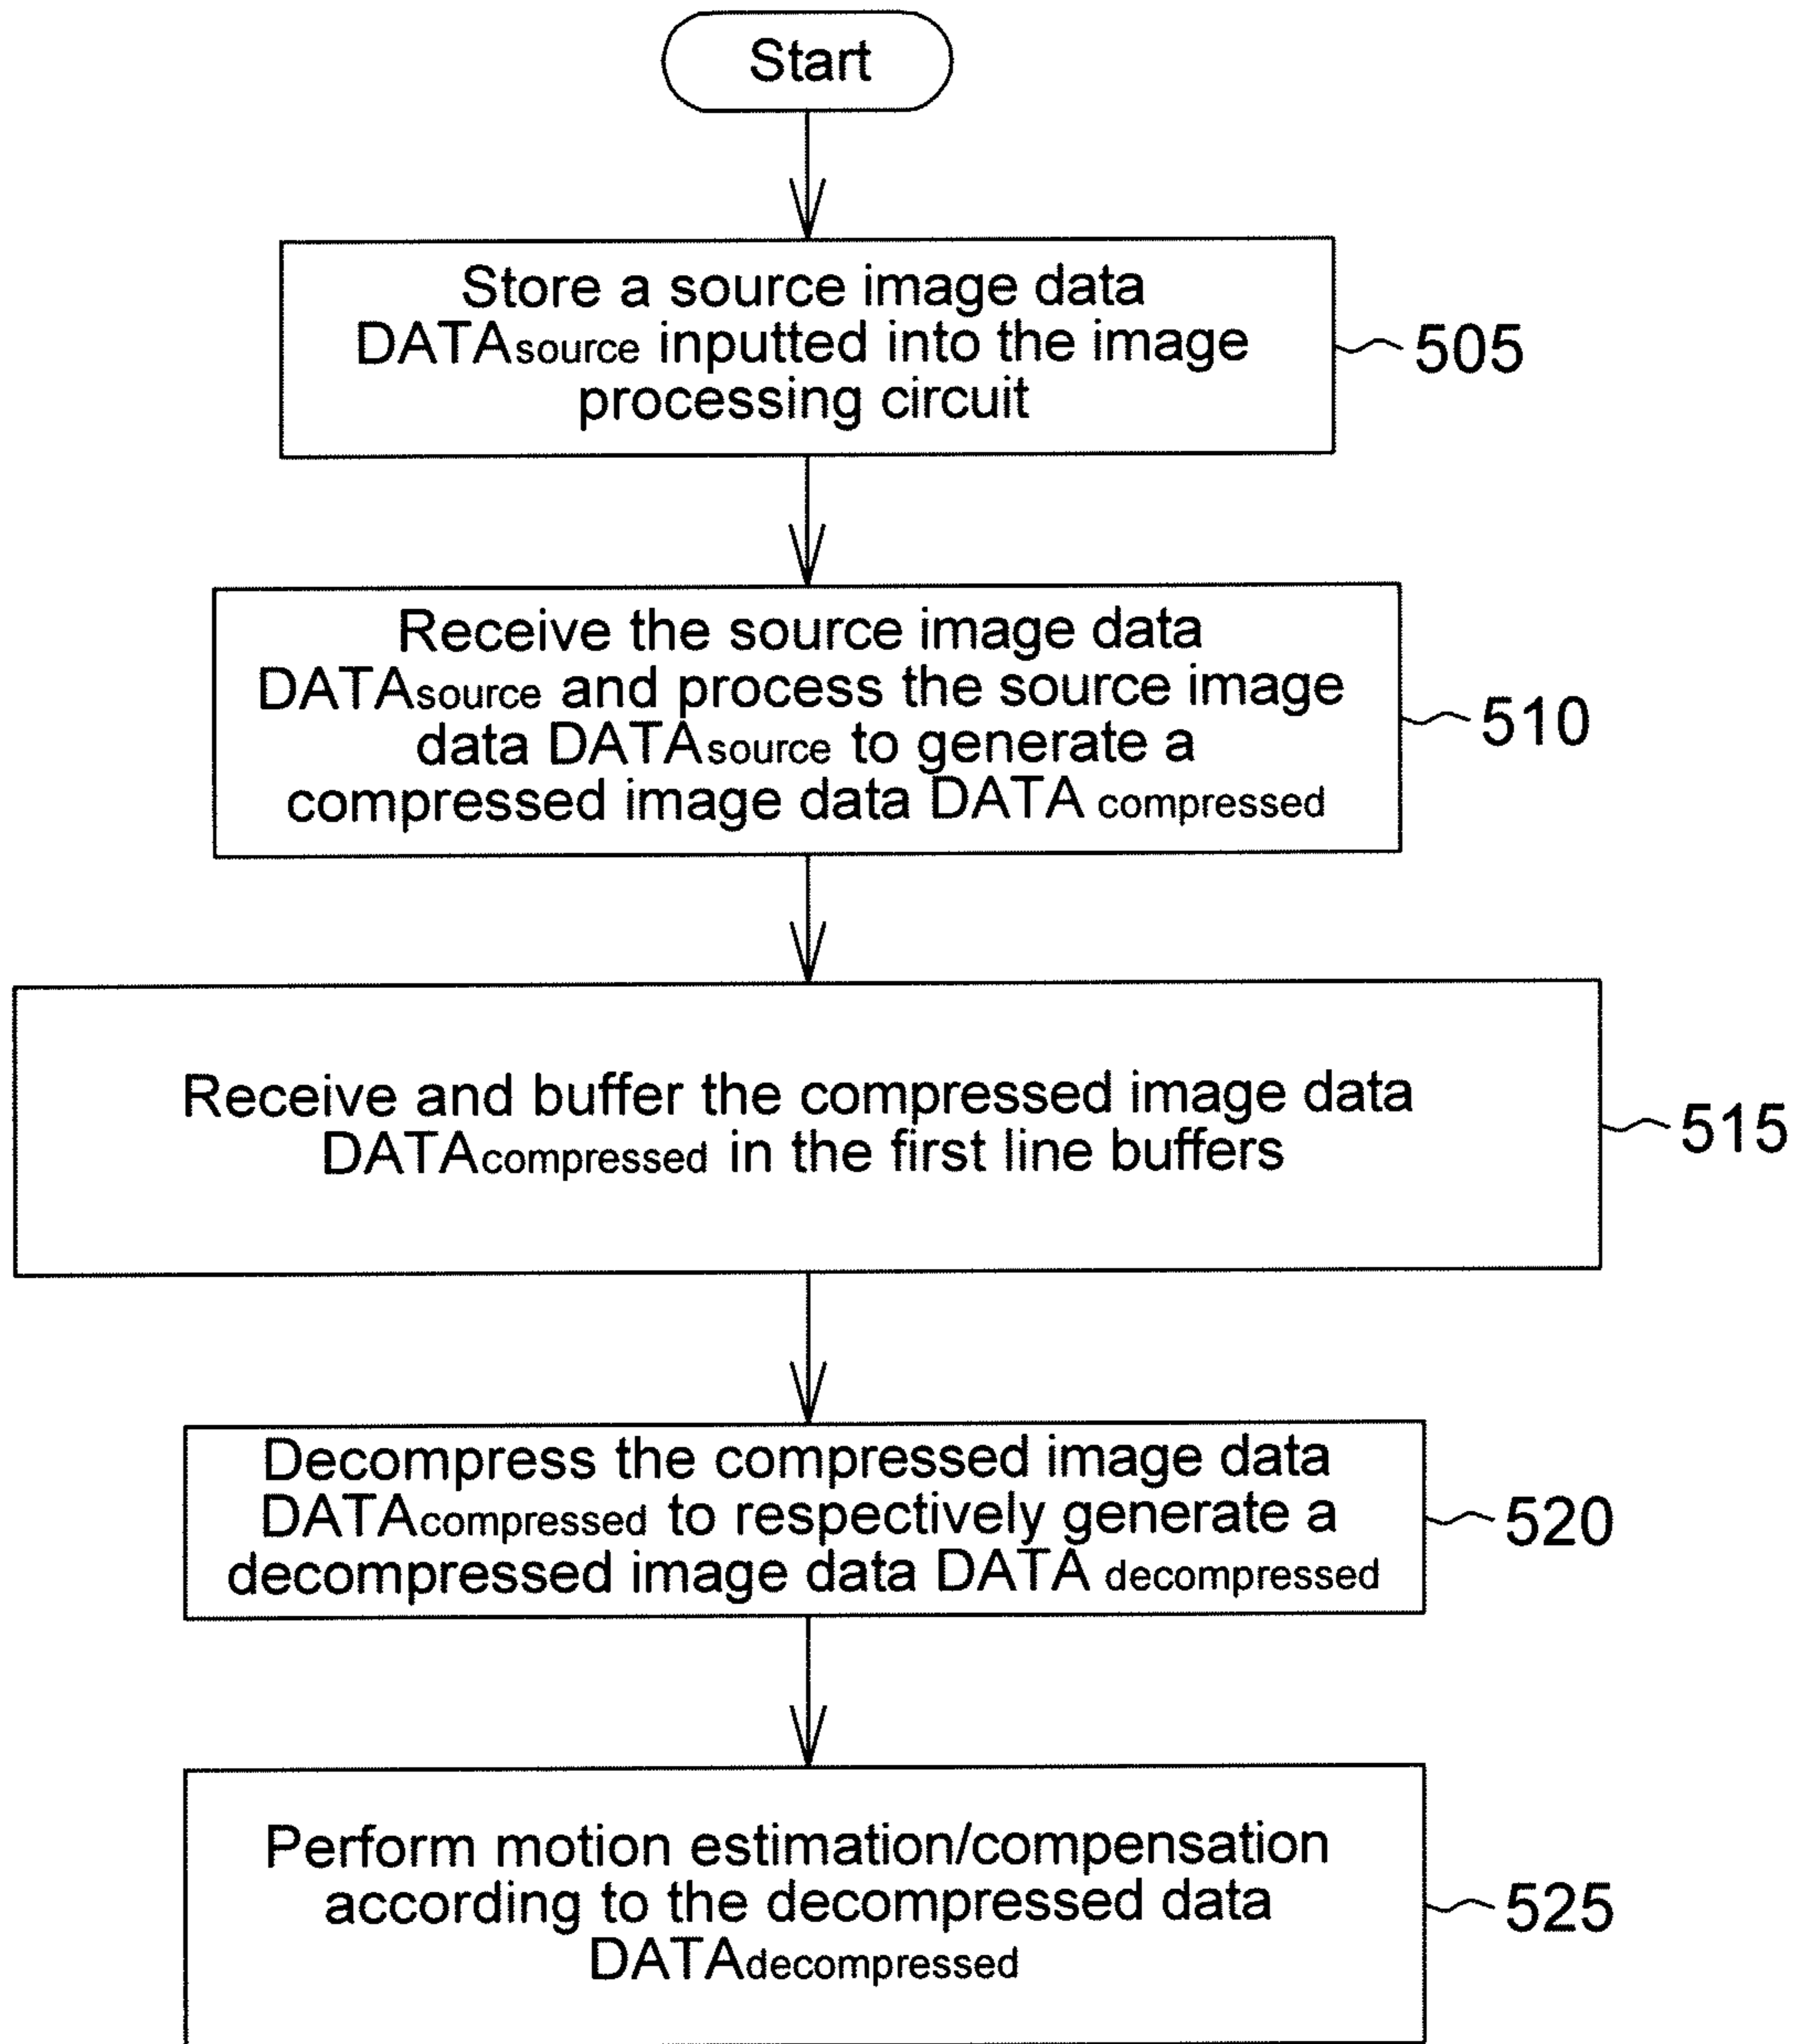 Start
Store a source image data
DATAsource inputted into the image
processing circuit
505
Receive the source image data
DATAsource and process the source image
data DATAsource to generate a
compressed image data DATA compressed
510
Receive and buffer the compressed image data
DATAcompressed in the first line buffers
515
Decompress the compressed image data
DATAcompressed to respectively generate a
decompressed image data DATA decompressed
520
Perform motion estimation/compensation
according to the decompressed data
DATAdecompressed
525